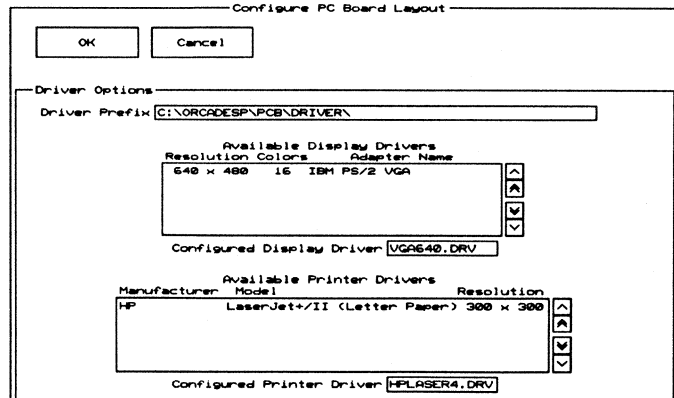 Configure PC Board Layout
OK Cancel
Driver Options
Driver Prefix C:\ORCADESP\PCB\DRIVER\
Available Display Drivers
Resolution Colors Adapter Name
640 x 480 16 IBM PS/2 VGA
Configured Display Driver VGA640.DRV
Available Printer Drivers
Manufacturer Model Resolution
HP LaserJet+/II (Letter Paper) 300 x 300
Configured Printer Driver HPLASER4.DRV